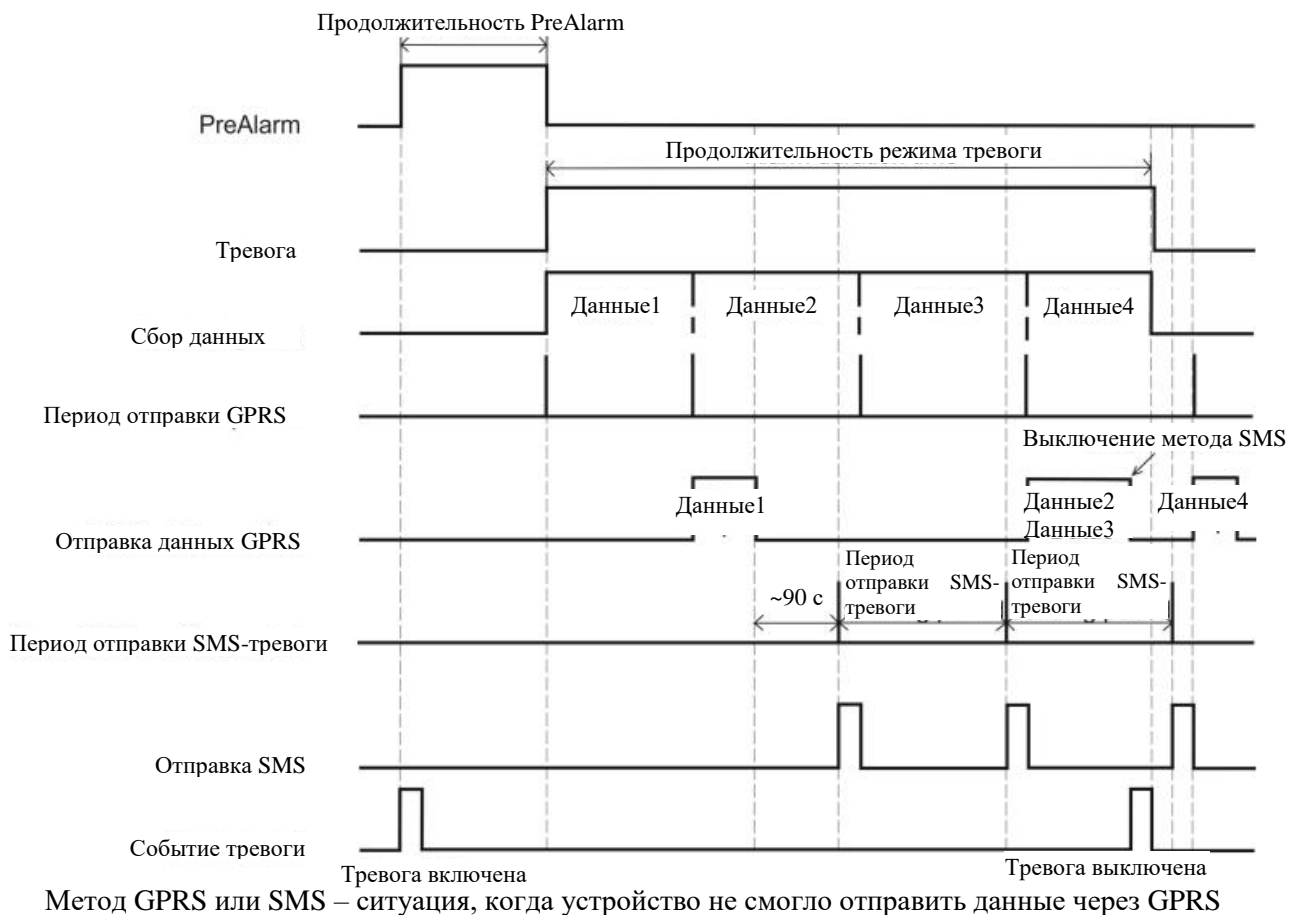 Продолжительность PreAlarm
PreAlarm
Продолжительность режима тревоги
Тревога
Данные1
Данные2
Данные3
Данные4
Сбор данных
Период отправки GPRS
Выключение метода SMS
Данные1
Данные2
Данные3
Данные4
Отправка данных GPRS
Период
отправки SMS-
тревоги
Период
отправки SMS-
тревоги
~90 с
Период отправки SMS-тревоги
Отправка SMS
Событие тревоги
Тревога включена
Тревога выключена
Метод GPRS или SMS – ситуация, когда устройство не смогло отправить данные через GPRS